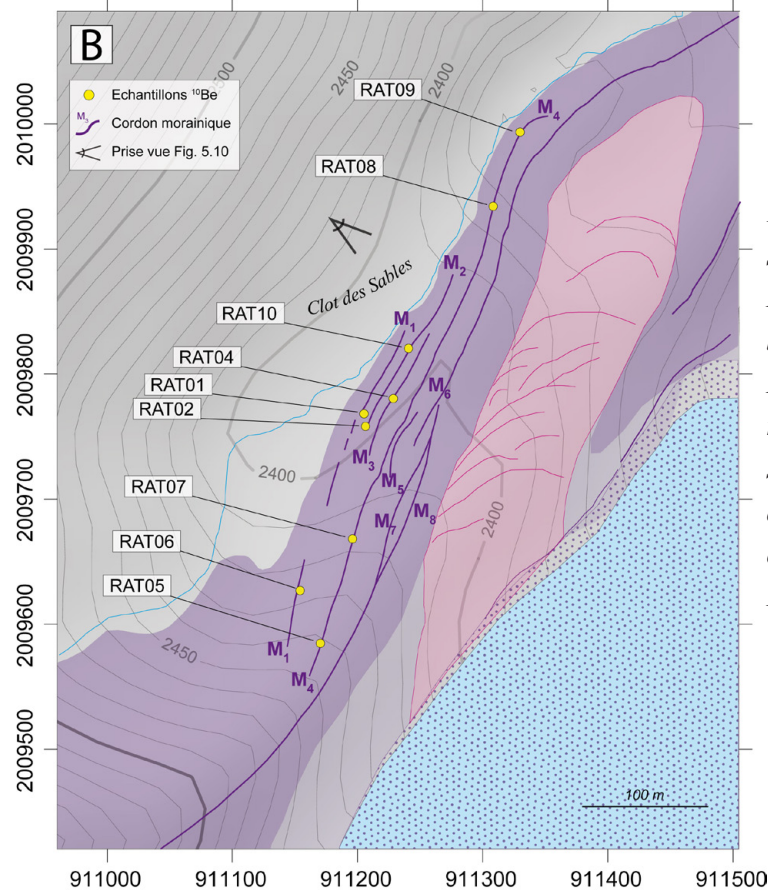 B
Echantillons ¹⁰Be
M₃
Cordon morainique
Prise vue Fig. 5.10
2450
2400
RAT09
M₄
RAT08
M₂
Clot des Sables
RAT10
M₁
RAT04
RAT01
M₆
RAT02
M₃
2400
M₅
RAT07
M₈
M₇
2400
RAT06
RAT05
M₁
2450
M₄
100 m
2010000
2009900
2009800
2009700
2009600
2009500
911000
911100
911200
911300
911400
911500